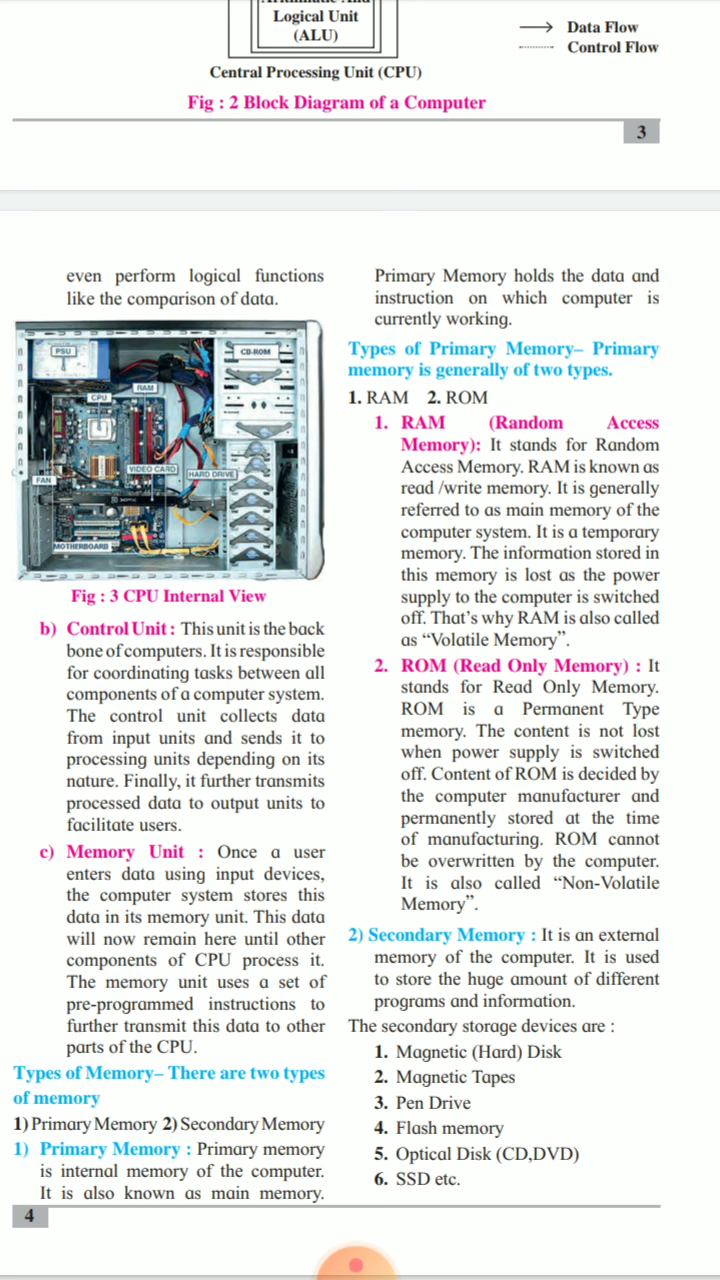 Logical Unit
(ALU)
Data Flow
Control Flow
Central Processing Unit (CPU)
Fig : 2 Block Diagram of a Computer
3
even perform logical functions
like the comparison of data.
PSU
CD-ROM
RAM
CPU
VIDEO CARD
HARD DRIVE
FAN
MOTHERBOARD
Fig : 3 CPU Internal View
b) Control Unit : This unit is the back
bone of computers. It is responsible
for coordinating tasks between all
components of a computer system.
The control unit collects data
from input units and sends it to
processing units depending on its
nature. Finally, it further transmits
processed data to output units to
facilitate users.
c) Memory Unit : Once a user
enters data using input devices,
the computer system stores this
data in its memory unit. This data
will now remain here until other
components of CPU process it.
The memory unit uses a set of
pre-programmed instructions to
further transmit this data to other
parts of the CPU.
Types of Memory– There are two types
of memory
1) Primary Memory 2) Secondary Memory
1) Primary Memory : Primary memory
is internal memory of the computer.
It is also known as main memory.
Primary Memory holds the data and
instruction on which computer is
currently working.
Types of Primary Memory– Primary
memory is generally of two types.
1. RAM 2. ROM
1. RAM (Random Access
Memory): It stands for Random
Access Memory. RAM is known as
read /write memory. It is generally
referred to as main memory of the
computer system. It is a temporary
memory. The information stored in
this memory is lost as the power
supply to the computer is switched
off. That’s why RAM is also called
as “Volatile Memory”.
2. ROM (Read Only Memory) : It
stands for Read Only Memory.
ROM is a Permanent Type
memory. The content is not lost
when power supply is switched
off. Content of ROM is decided by
the computer manufacturer and
permanently stored at the time
of manufacturing. ROM cannot
be overwritten by the computer.
It is also called “Non-Volatile
Memory”.
2) Secondary Memory : It is an external
memory of the computer. It is used
to store the huge amount of different
programs and information.
The secondary storage devices are :
1. Magnetic (Hard) Disk
2. Magnetic Tapes
3. Pen Drive
4. Flash memory
5. Optical Disk (CD,DVD)
6. SSD etc.
4